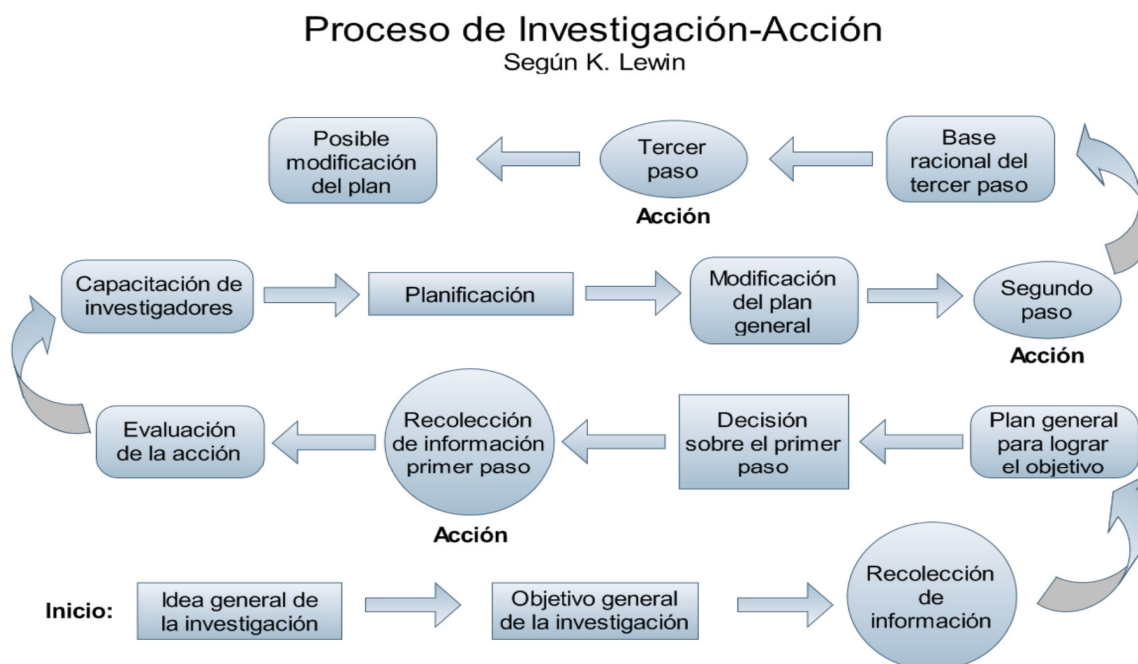 Proceso de Investigación-Acción
Según K. Lewin
Posible
modificación
del plan
Tercer
paso
Acción
Base
racional del
tercer paso
Capacitación de
investigadores
Planificación
Modificación
del plan
general
Segundo
paso
Acción
Evaluación
de la acción
Recolección
de información
primer paso
Acción
Decisión
sobre el primer
paso
Plan general
para lograr
el objetivo
Inicio:
Idea general de
la investigación
Objetivo general
de la investigación
Recolección
de
información